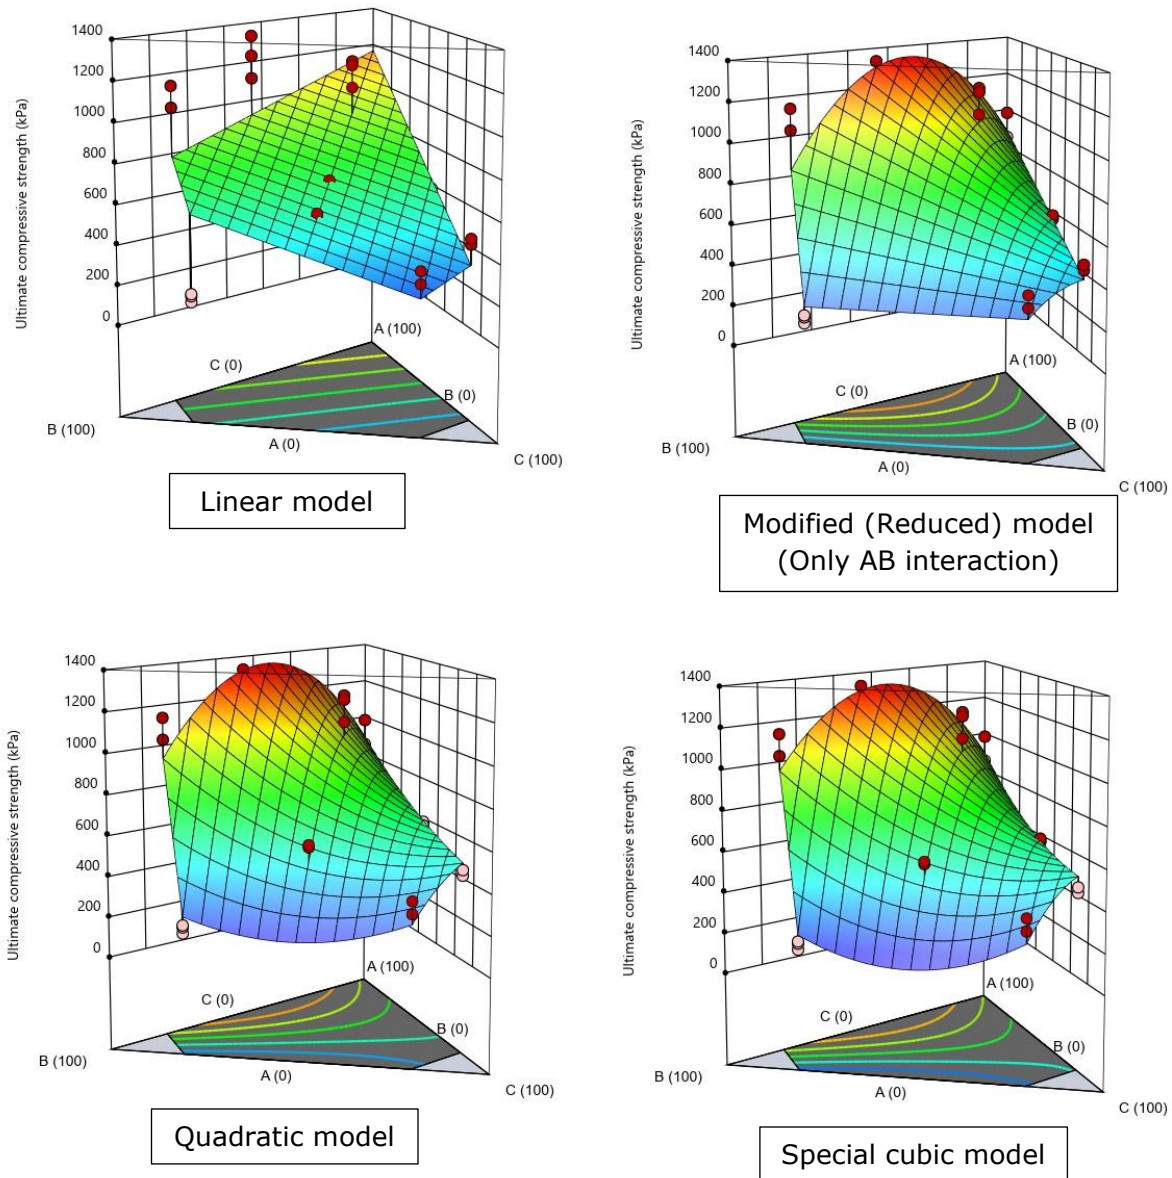 Ultimate compressive strength (kPa)
1400
1200
1000
800
600
400
200
0
A (100)
C (0)
B (0)
B (100)
A (0)
C (100)
Linear model
Ultimate compressive strength (kPa)
1400
1200
1000
800
600
400
200
0
A (100)
C (0)
B (0)
B (100)
A (0)
C (100)
Modified (Reduced) model
(Only AB interaction)
Ultimate compressive strength (kPa)
1400
1200
1000
800
600
400
200
0
A (100)
C (0)
B (0)
B (100)
A (0)
C (100)
Quadratic model
Ultimate compressive strength (kPa)
1400
1200
1000
800
600
400
200
0
A (100)
C (0)
B (0)
B (100)
A (0)
C (100)
Special cubic model